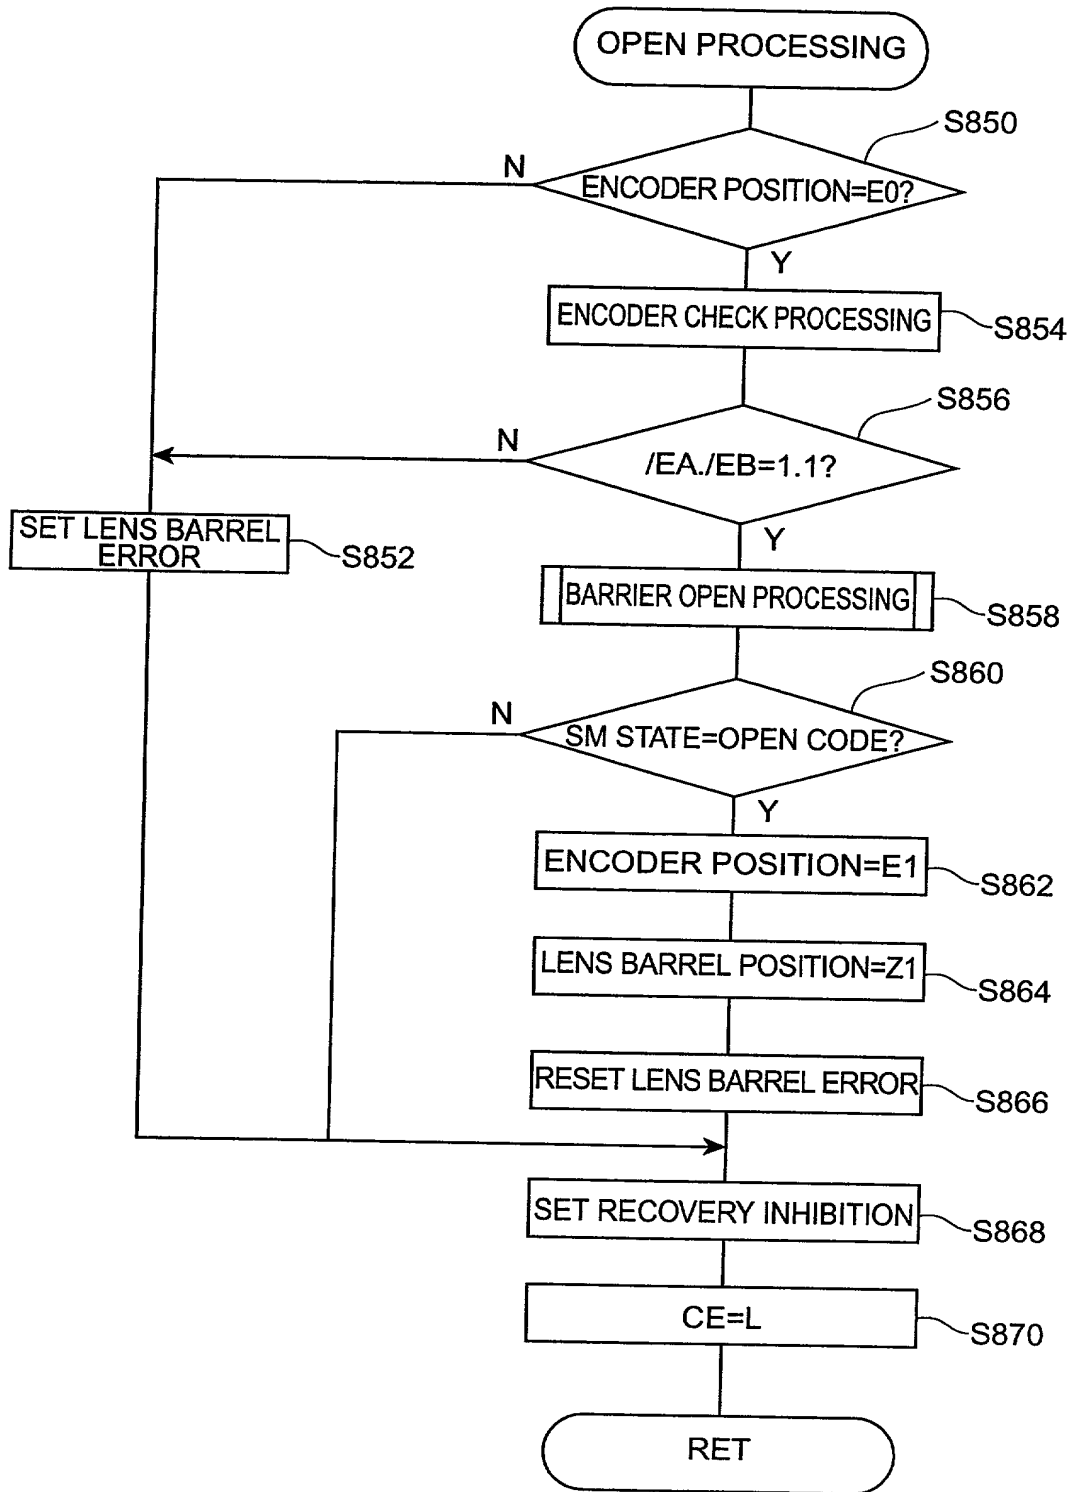 OPEN PROCESSING
S850
N
ENCODER POSITION=E0?
Y
ENCODER CHECK PROCESSING
S854
S856
N
/EA./EB=1.1?
Y
SET LENS BARREL
ERROR
S852
BARRIER OPEN PROCESSING
S858
S860
N
SM STATE=OPEN CODE?
Y
ENCODER POSITION=E1
S862
LENS BARREL POSITION=Z1
S864
RESET LENS BARREL ERROR
S866
SET RECOVERY INHIBITION
S868
CE=L
S870
RET